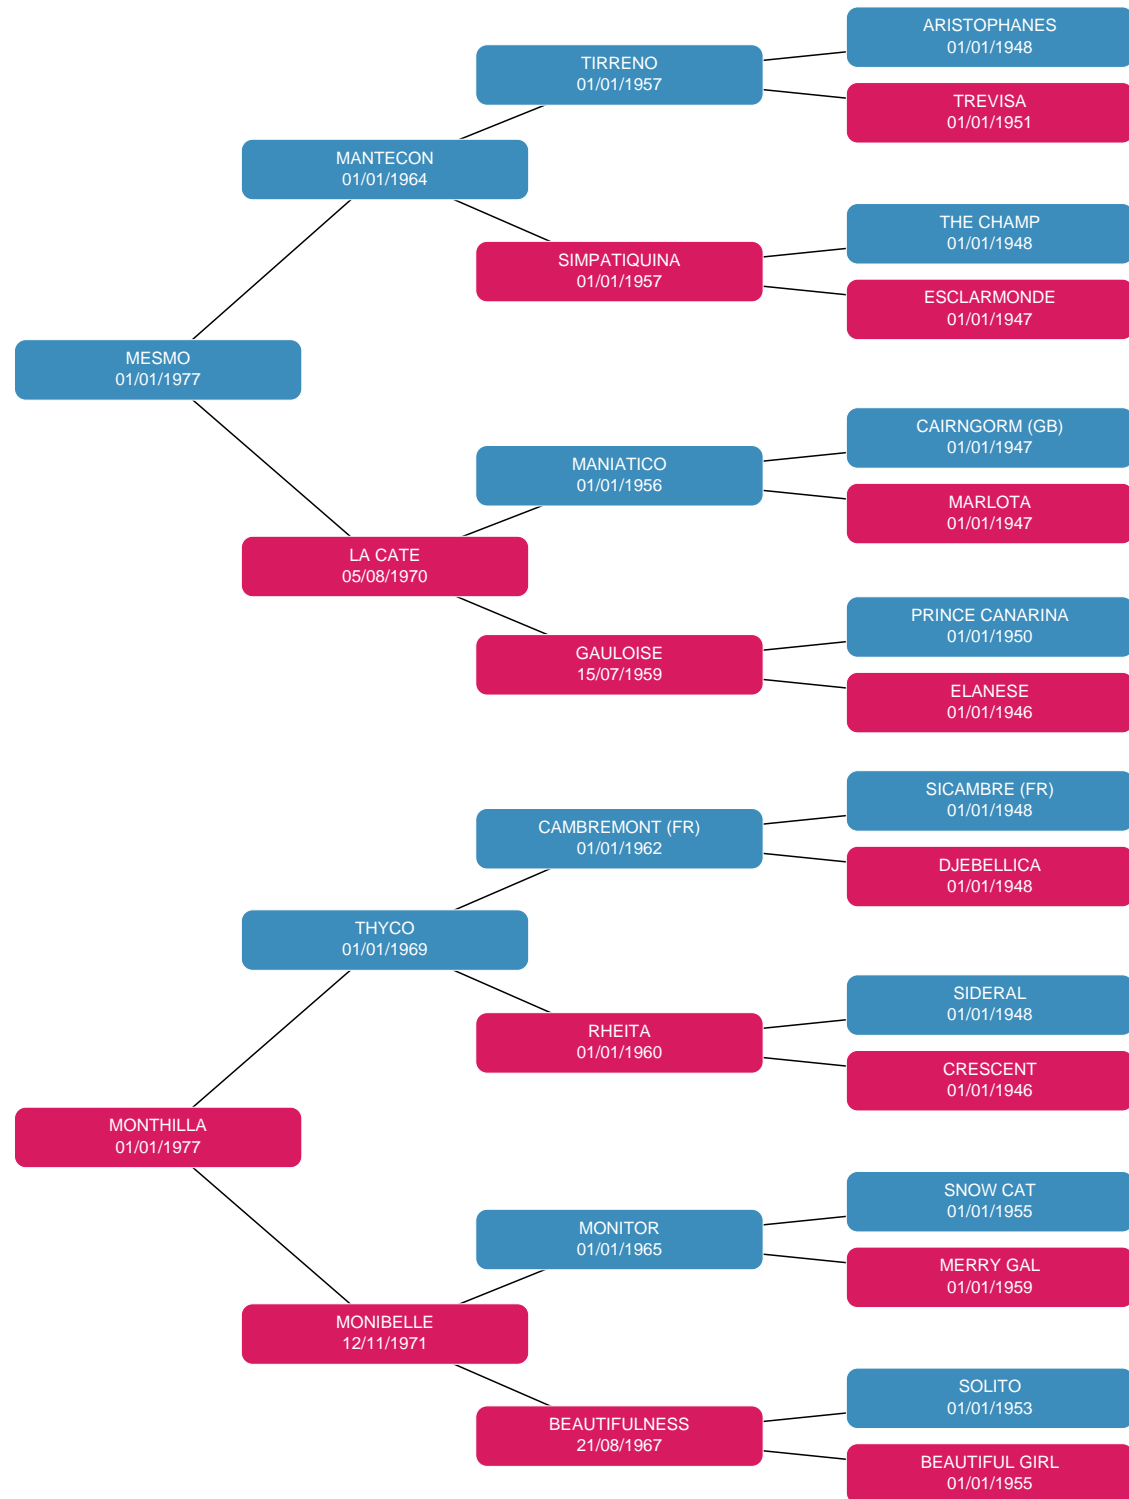 ARISTOPHANES
01/01/1948
TIRRENO
01/01/1957
TREVISA
01/01/1951
MANTECON
01/01/1964
THE CHAMP
01/01/1948
SIMPATIQUINA
01/01/1957
ESCLARMONDE
01/01/1947
MESMO
01/01/1977
CAIRNGORM (GB)
01/01/1947
MANIATICO
01/01/1956
MARLOTA
01/01/1947
LA CATE
05/08/1970
PRINCE CANARINA
01/01/1950
GAULOISE
15/07/1959
ELANESE
01/01/1946
SICAMBRE (FR)
01/01/1948
CAMBREMONT (FR)
01/01/1962
DJEBELLICA
01/01/1948
THYCO
01/01/1969
SIDERAL
01/01/1948
RHEITA
01/01/1960
CRESCENT
01/01/1946
MONTHILLA
01/01/1977
SNOW CAT
01/01/1955
MONITOR
01/01/1965
MERRY GAL
01/01/1959
MONIBELLE
12/11/1971
SOLITO
01/01/1953
BEAUTIFULNESS
21/08/1967
BEAUTIFUL GIRL
01/01/1955